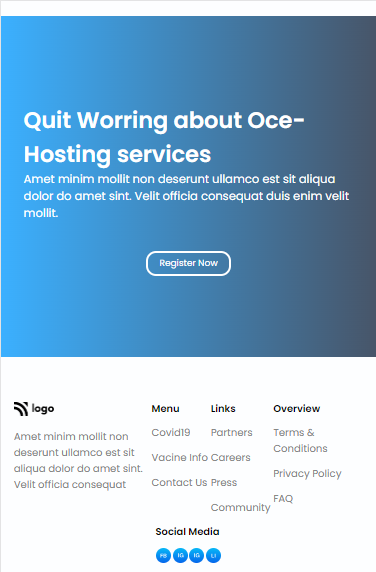 Quit Worring about Oce-
Hosting services
Amet minim mollit non deserunt ullamco est sit aliqua
dolor do amet sint. Velit officia consequat duis enim velit
mollit.
Register Now
logo
Amet minim mollit non
deserunt ullamco est sit
aliqua dolor do amet sint.
Velit officia consequat
Menu
Covid19
Vacine Info
Contact Us
Links
Partners
Careers
Press
Community
Overview
Terms &
Conditions
Privacy Policy
FAQ
Social Media
FB IG IG LI